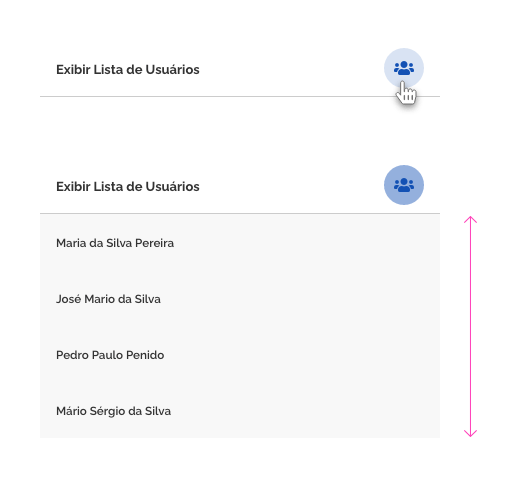 Exibir Lista de Usuários
Exibir Lista de Usuários
Maria da Silva Pereira
José Mario da Silva
Pedro Paulo Penido
Mário Sérgio da Silva